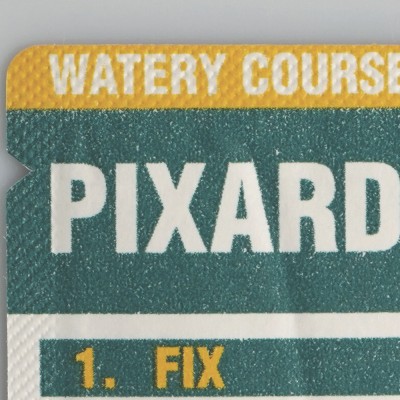 WATERY COURSE
PIXARD
1. FIX